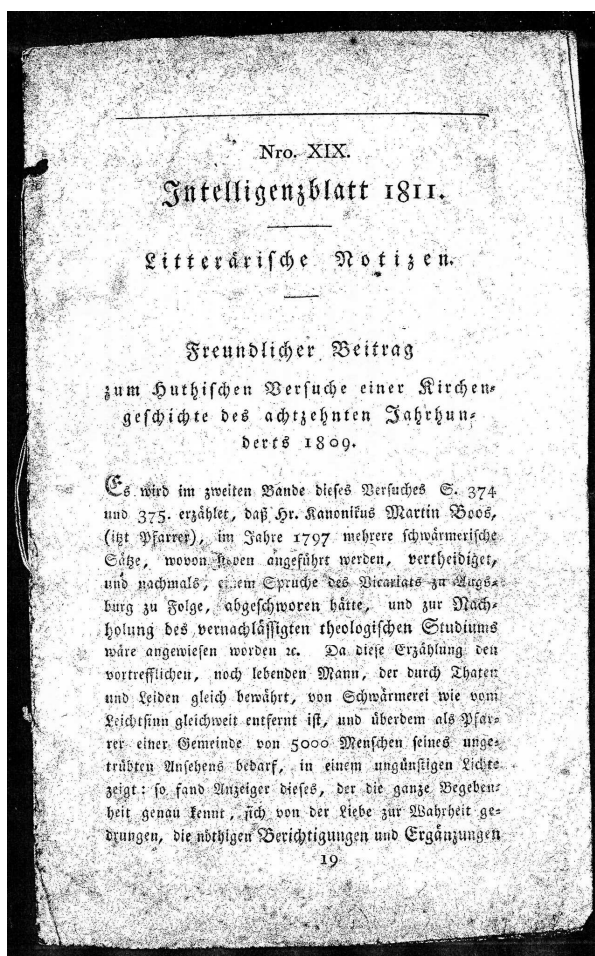 Nro. XIX.
Intelligenzblatt 1811.
Litterärische Notizen.
Freundlicher Beitrag
zum Huthischen Versuche einer Kirchen-
geschichte des achtzehnten Jahrhun-
derts 1809.
Es wird im zweiten Bande dieses Versuches S. 374
und 375. erzählet, daß Hr. Kanonikus Martin Boos,
(itzt Pfarrer), im Jahre 1797 mehrere schwärmerische
Sätze, wovon sieben angeführt werden, vertheidiget,
und nachmals, einem Spruche des Vicariats zu Augs-
burg zu Folge, abgeschworen hätte, und zur Nach-
holung des vernachlässigten theologischen Studiums
wäre angewiesen worden ꝛc. Da diese Erzählung den
vortrefflichen, noch lebenden Mann, der durch Thaten
und Leiden gleich bewährt, von Schwärmerei wie vom
Leichtsinn gleichweit entfernt ist, und überdem als Pfar-
rer einer Gemeinde von 5000 Menschen seines unge-
trübten Ansehens bedarf, in einem ungünstigen Lichte
zeigt: so fand Anzeiger dieses, der die ganze Begeben-
heit genau kennt, sich von der Liebe zur Wahrheit ge-
drungen, die nöthigen Berichtigungen und Ergänzungen
19